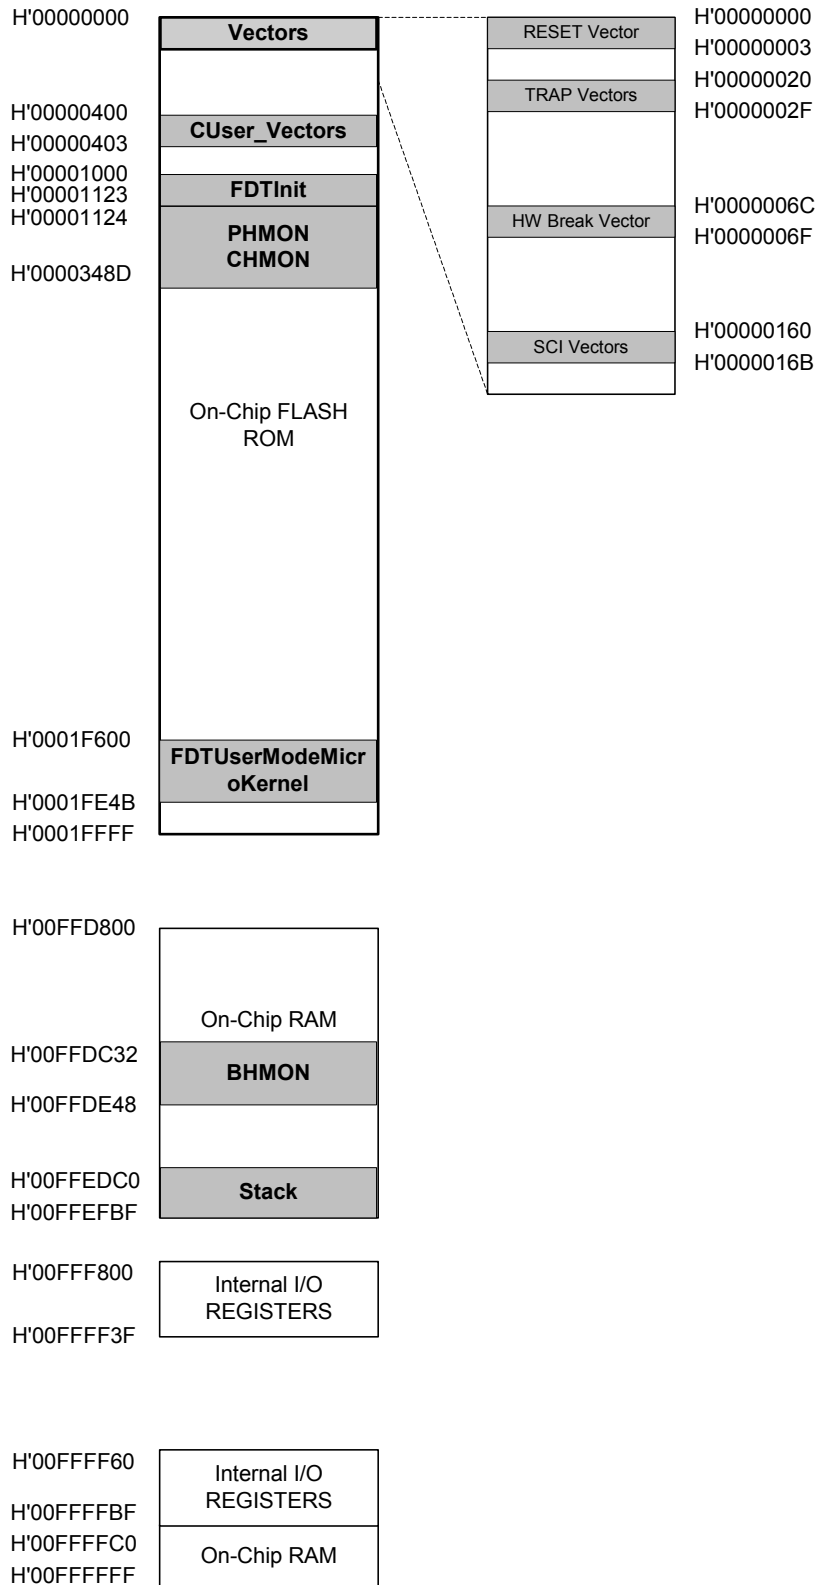 H'00000000
Vectors
H'00000400
CUser_Vectors
H'00000403
H'00001000
FDTInit
H'00001123
H'00001124
PHMON
CHMON
H'0000348D
On-Chip FLASH
ROM
H'0001F600
FDTUserModeMicr
oKernel
H'0001FE4B
H'0001FFFF
RESET Vector
H'00000000
H'00000003
TRAP Vectors
H'00000020
H'0000002F
HW Break Vector
H'0000006C
H'0000006F
SCI Vectors
H'00000160
H'0000016B
H'00FFD800
On-Chip RAM
H'00FFDC32
BHMON
H'00FFDE48
H'00FFEDC0
Stack
H'00FFEFBF
H'00FFF800
Internal I/O
REGISTERS
H'00FFFF3F
H'00FFFF60
Internal I/O
REGISTERS
H'00FFFFBF
H'00FFFFC0
On-Chip RAM
H'00FFFFFF